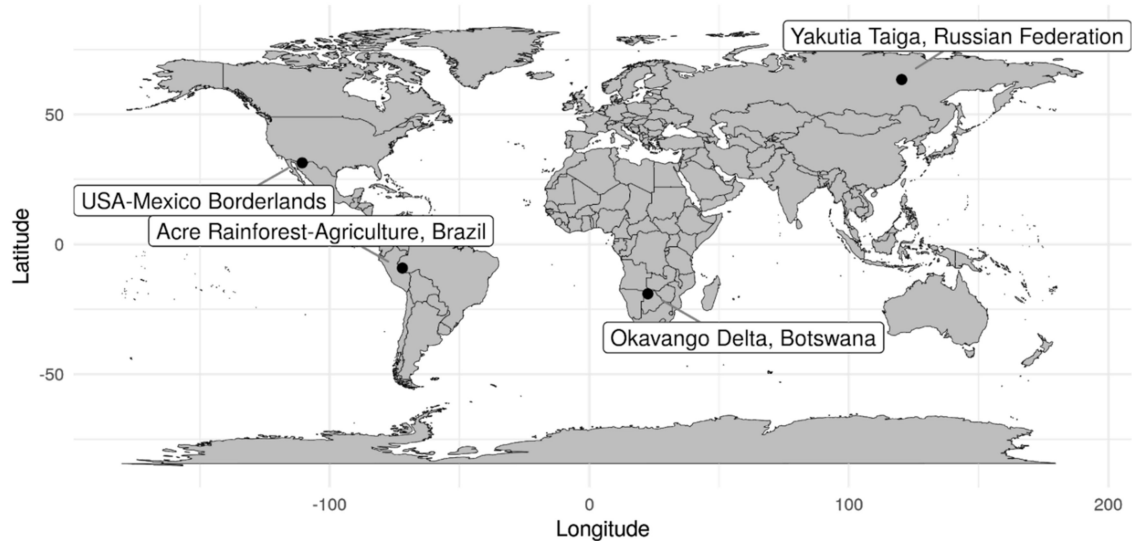 Yakutia Taiga, Russian Federation
50
USA-Mexico Borderlands
Acre Rainforest-Agriculture, Brazil
Latitude
0
Okavango Delta, Botswana
-50
-100
0
100
200
Longitude